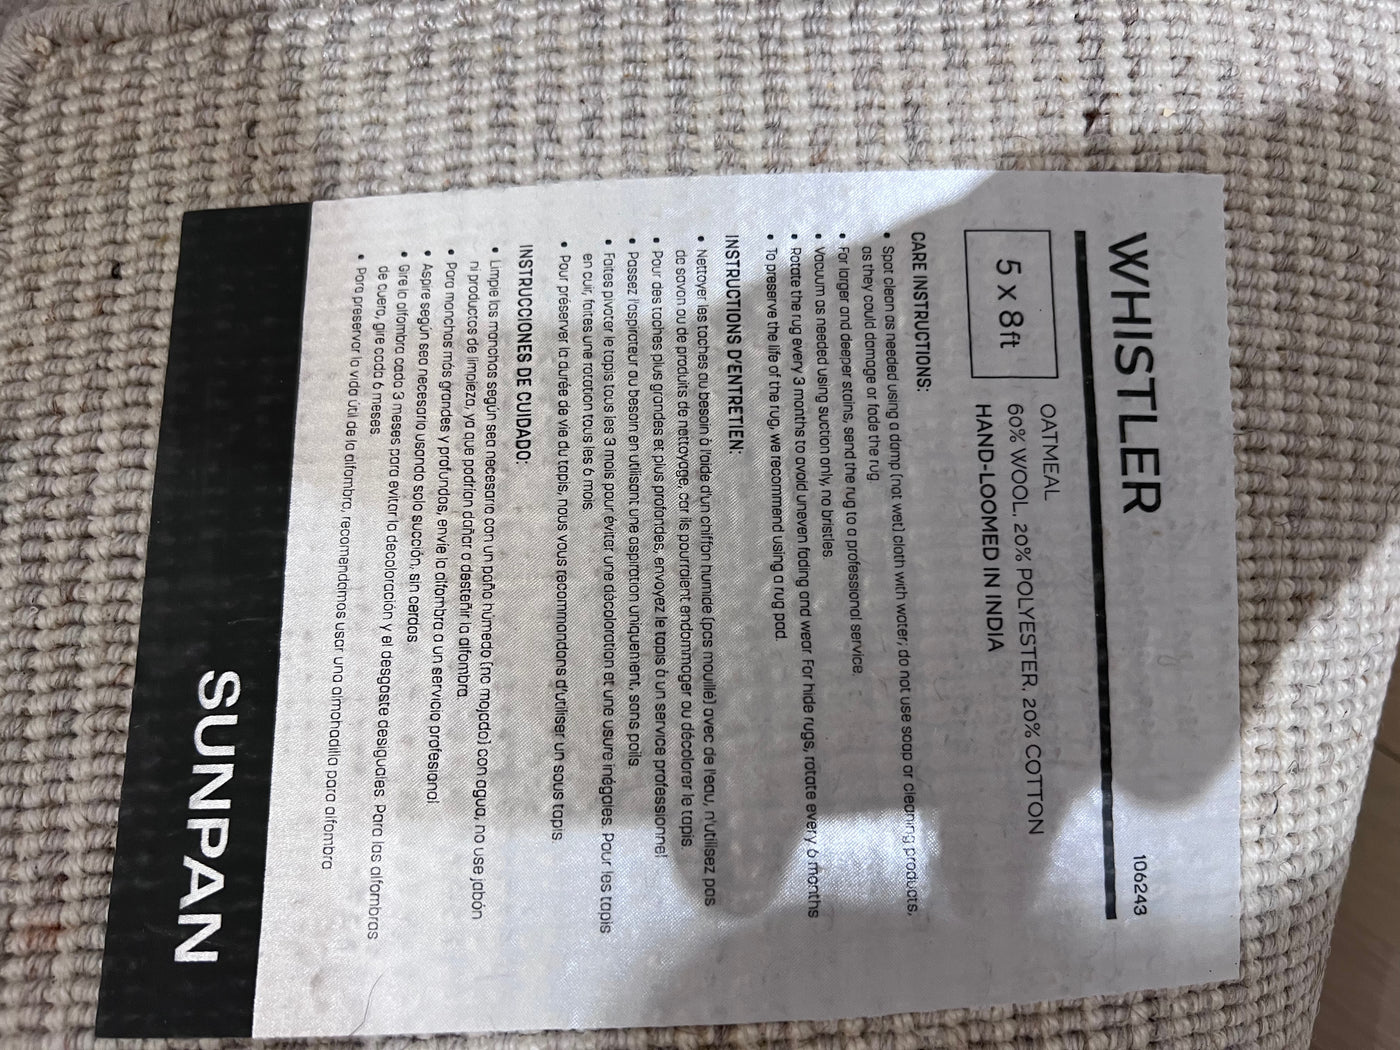 WHISTLER
106243
5 x 8ft
OATMEAL
60% WOOL, 20% POLYESTER, 20% COTTON
HAND-LOOMED IN INDIA
CARE INSTRUCTIONS:
• Spot clean as needed using a damp (not wet) cloth with water; do not use soap or cleaning products,
as they could damage or fade the rug.
• For larger and deeper stains, send the rug to a professional service.
• Vacuum as needed using suction only, no bristles.
• Rotate the rug every 3 months to avoid uneven fading and wear. For hide rugs, rotate every 6 months
• To preserve the life of the rug, we recommend using a rug pad.
INSTRUCTIONS D'ENTRETIEN:
• Nettoyer les taches au besoin à l'aide d'un chiffon humide (pas mouillé) avec de l'eau, n'utilisez pas
de savon ou de produits de nettoyage, car ils pourraient endommager ou décolorer le tapis.
• Pour des taches plus grandes et plus profondes, envoyez le tapis à un service professionnel
• Passez l'aspirateur au besoin en utilisant une aspiration uniquement, sans poils.
• Faites pivoter le tapis tous les 3 mois pour éviter une décoloration et une usure inégales. Pour les tapis
en cuir, faites une rotation tous les 6 mois.
• Pour préserver la durée de vie du tapis, nous vous recommandons d'utiliser un sous tapis.
INSTRUCCIONES DE CUIDADO:
• Limpie las manchas según sea necesario con un paño húmedo (no mojado) con agua, no use jabón
ni productos de limpieza, ya que podrían dañar o desteñir la alfombra.
• Para manchas más grandes y profundas, envíe la alfombra a un servicio profesional
• Aspire según sea necesario usando solo succión, sin cerdas.
• Gire la alfombra cada 3 meses para evitar la decoloración y el desgaste desiguales. Para las alfombras
de cuero, gire cada 6 meses.
• Para preservar la vida útil de la alfombra, recomendamos usar una almohadilla para alfombra
SUNPAN